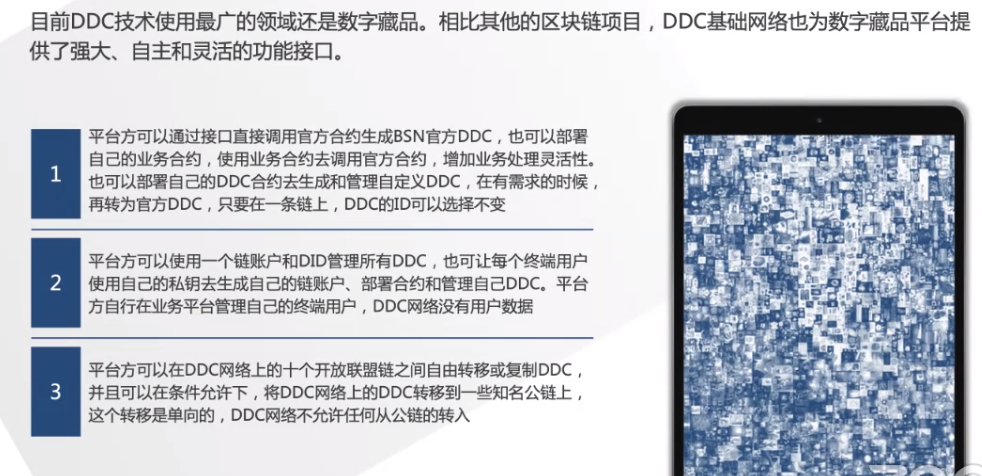 目前DDC技术使用最广的领域还是数字藏品。相比其他的区块链项目，DDC基础网络也为数字藏品平台提
供了强大、自主和灵活的功能接口。
1
平台方可以通过接口直接调用官方合约生成BSN官方DDC，也可以部署
自己的业务合约，使用业务合约去调用官方合约，增加业务处理灵活性。
也可以部署自己的DDC合约去生成和管理自定义DDC，在有需求的时候，
再转为官方DDC，只要在一条链上，DDC的ID可以选择不变
2
平台方可以使用一个链账户和DID管理所有DDC，也可让每个终端用户
使用自己的私钥去生成自己的链账户、部署合约和管理自己DDC。平台
方自行在业务平台管理自己的终端用户，DDC网络没有用户数据
3
平台方可以在DDC网络上的十个开放联盟链之间自由转移或复制DDC，
并且可以在条件允许下，将DDC网络上的DDC转移到一些知名公链上，
这个转移是单向的，DDC网络不允许任何从公链的转入